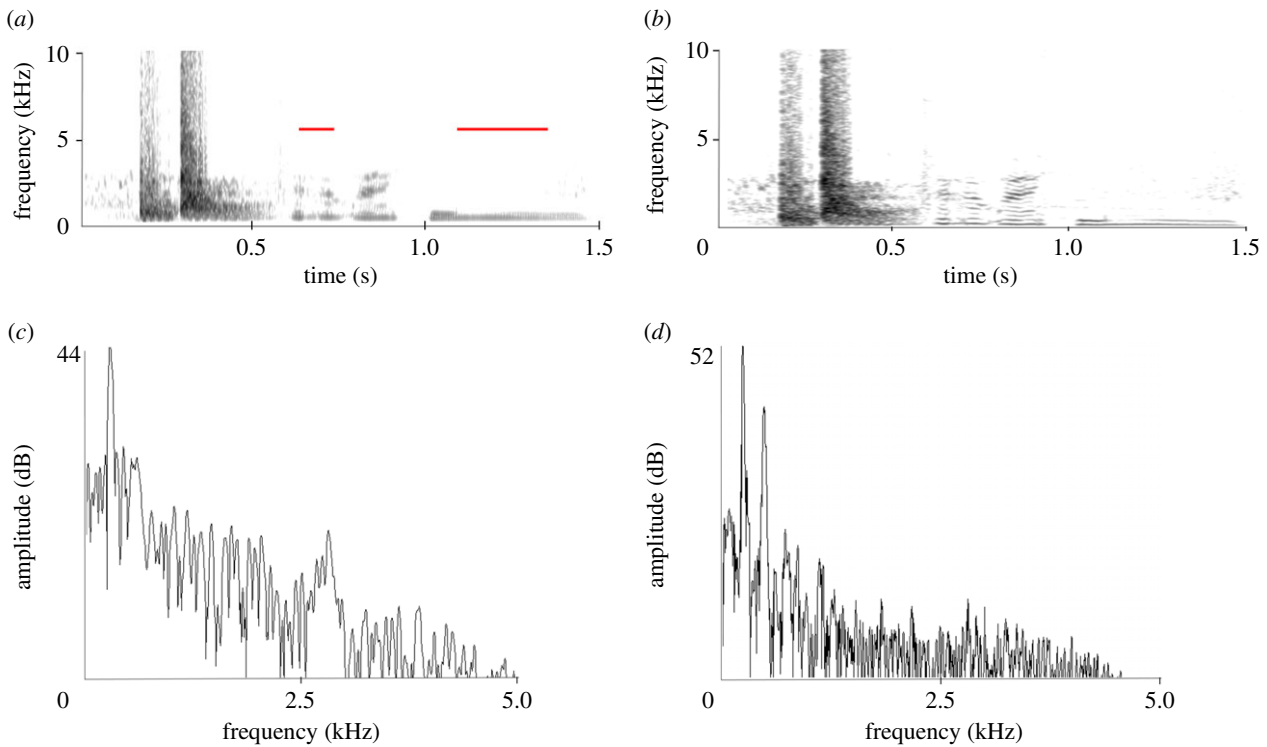 (a)
10
5
0
frequency (kHz)
0.5
1.0
1.5
time (s)
(b)
10
5
0
frequency (kHz)
0.5
1.0
1.5
time (s)
(c)
44
amplitude (dB)
0
2.5
5.0
frequency (kHz)
(d)
52
amplitude (dB)
0
2.5
5.0
frequency (kHz)